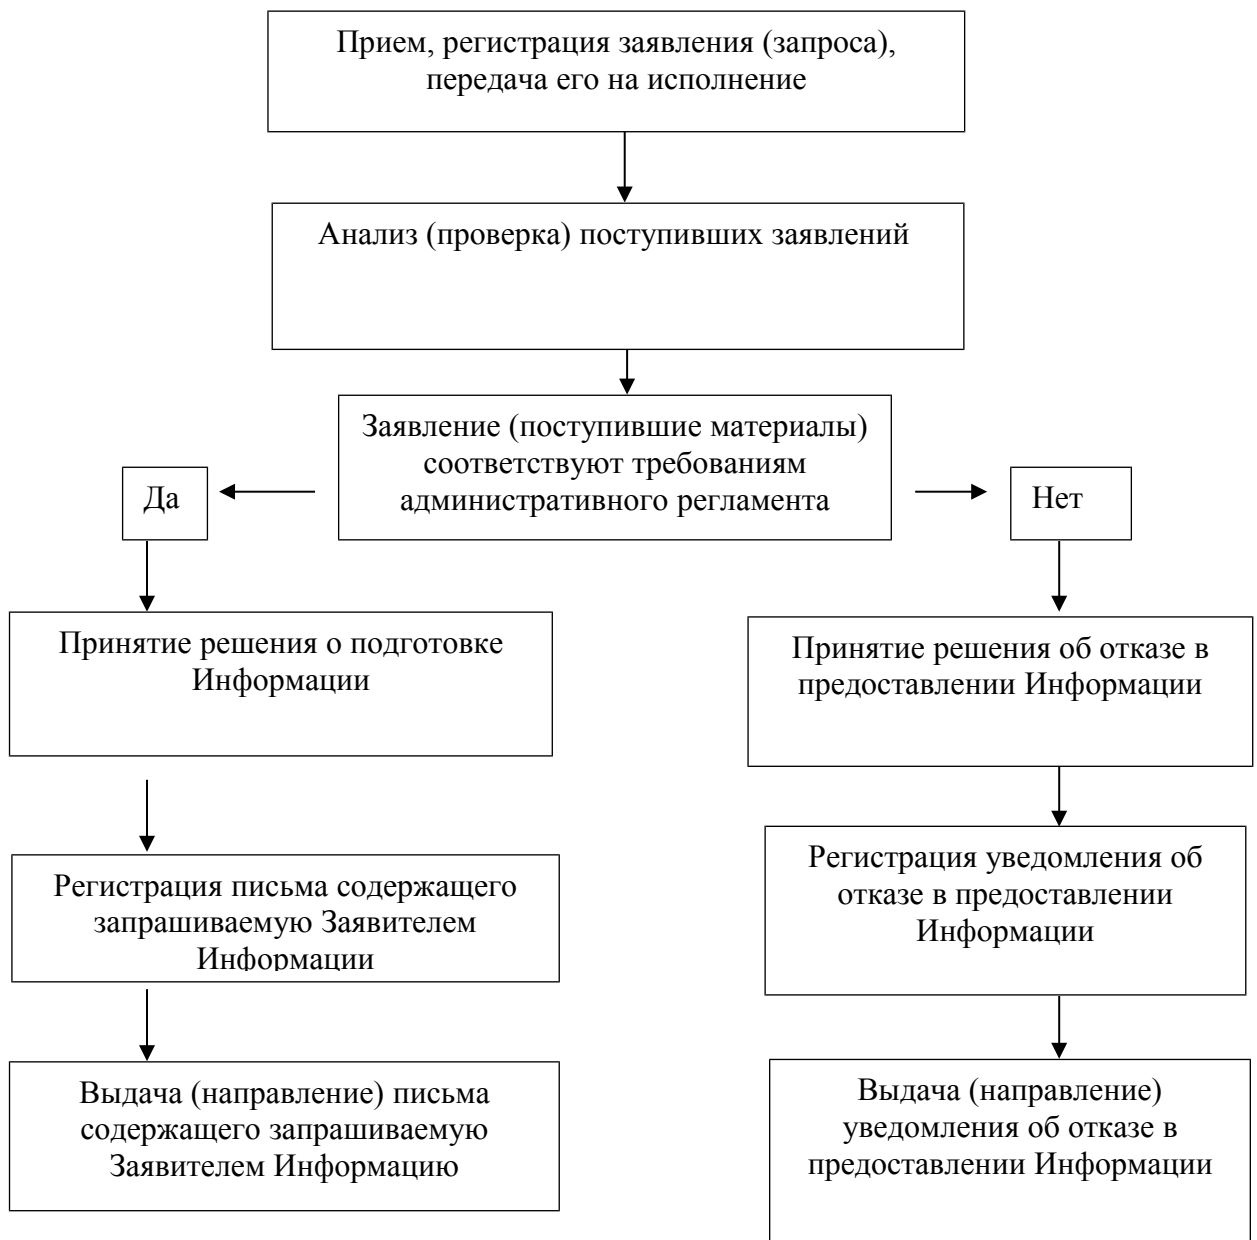 Прием, регистрация заявления (запроса),
передача его на исполнение
Анализ (проверка) поступивших заявлений
Заявление (поступившие материалы)
соответствуют требованиям
административного регламента
Да
Нет
Принятие решения о подготовке
Информации
Принятие решения об отказе в
предоставлении Информации
Регистрация письма содержащего
запрашиваемую Заявителем
Информации
Регистрация уведомления об
отказе в предоставлении
Информации
Выдача (направление) письма
содержащего запрашиваемую
Заявителем Информацию
Выдача (направление)
уведомления об отказе в
предоставлении Информации